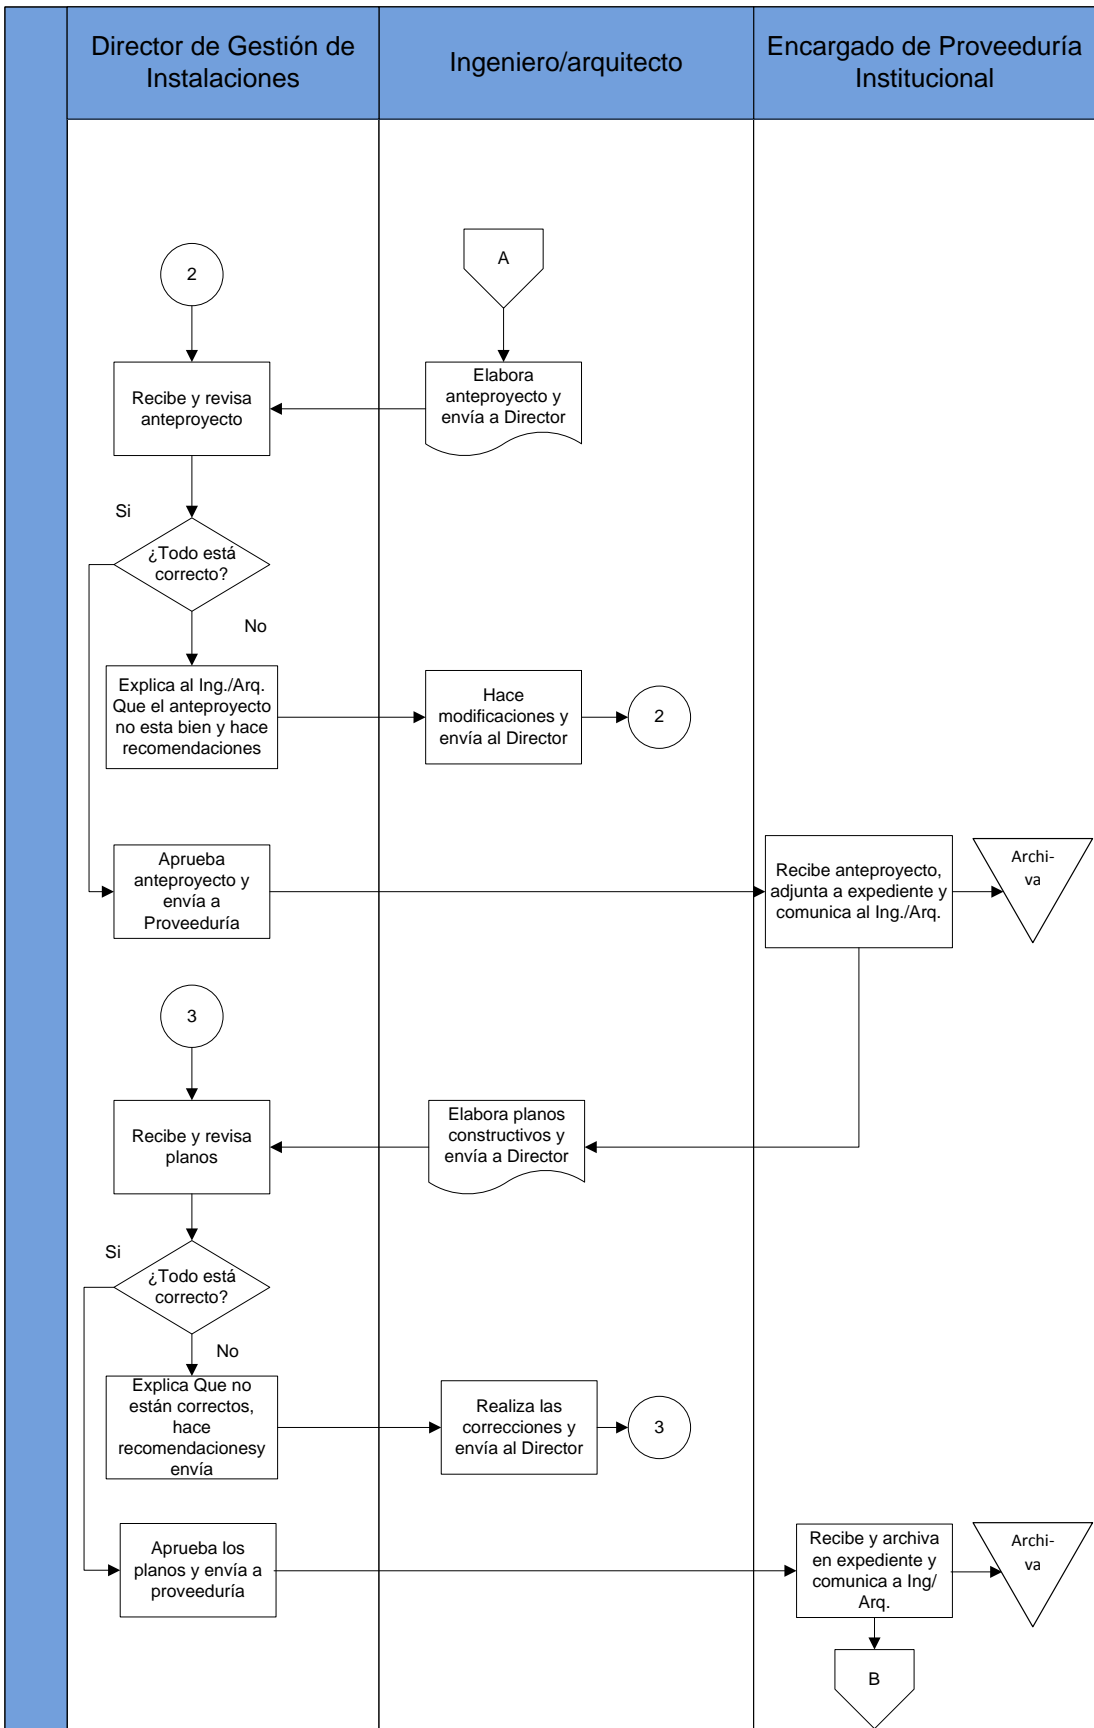 Director de Gestión de
Instalaciones
Ingeniero/arquitecto
Encargado de Proveeduría
Institucional
2
A
Recibe y revisa
anteproyecto
Elabora
anteproyecto y
envía a Director
Si
¿Todo está
correcto?
No
Explica al Ing./Arq.
Que el anteproyecto
no esta bien y hace
recomendaciones
Hace
modificaciones y
envía al Director
2
Aprueba
anteproyecto y
envía a
Proveeduría
Recibe anteproyecto,
adjunta a expediente y
comunica al Ing./Arq.
Archi-
va
3
Recibe y revisa
planos
Elabora planos
constructivos y
envía a Director
Si
¿Todo está
correcto?
No
Explica Que no
están correctos,
hace
recomendacionesy
envía
Realiza las
correcciones y
envía al Director
3
Aprueba los
planos y envía a
proveeduría
Recibe y archiva
en expediente y
comunica a Ing/
Arq.
Archi-
va
B